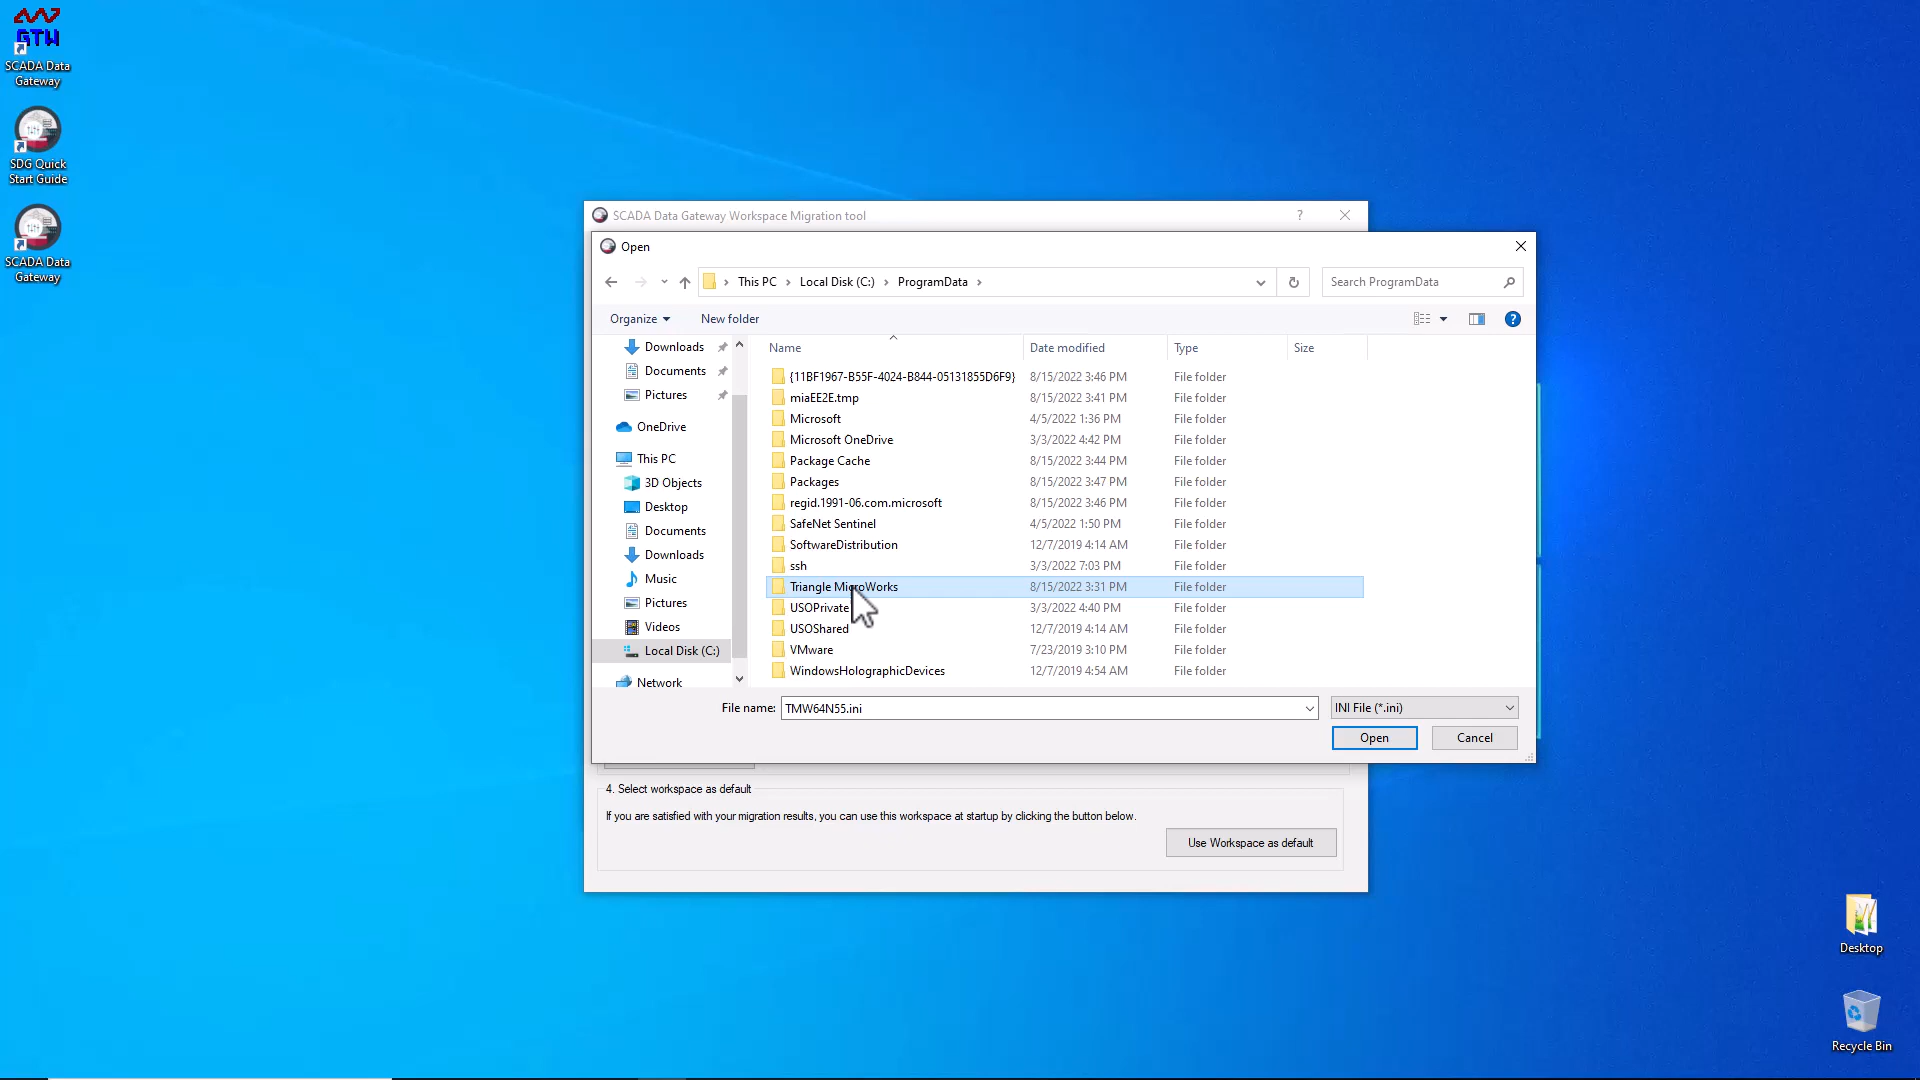 GTW
SCADA Data
Gateway
SDG Quick
Start Guide
SCADA Data
Gateway
SCADA Data Gateway Workspace Migration tool
?
Open
This PC > Local Disk (C:) > ProgramData >
Search ProgramData
Organize
New folder
?
Name Date modified Type Size
Downloads
Documents
Pictures
OneDrive
This PC
3D Objects
Desktop
Documents
Downloads
Music
Pictures
Videos
Local Disk (C:)
Network
{11BF1967-B55F-4024-B844-05131855D6F9} 8/15/2022 3:46 PM File folder
miaEE2E.tmp 8/15/2022 3:41 PM File folder
Microsoft 4/5/2022 1:36 PM File folder
Microsoft OneDrive 3/3/2022 4:42 PM File folder
Package Cache 8/15/2022 3:44 PM File folder
Packages 8/15/2022 3:47 PM File folder
regid.1991-06.com.microsoft 8/15/2022 3:46 PM File folder
SafeNet Sentinel 4/5/2022 1:50 PM File folder
SoftwareDistribution 12/7/2019 4:14 AM File folder
ssh 3/3/2022 7:03 PM File folder
Triangle MicroWorks 8/15/2022 3:31 PM File folder
USOPrivate 3/3/2022 4:40 PM File folder
USOShared 12/7/2019 4:14 AM File folder
VMware 7/23/2019 3:10 PM File folder
WindowsHolographicDevices 12/7/2019 4:54 AM File folder
File name: TMW64N55.ini
INI File (*.ini)
Open
Cancel
4. Select workspace as default
If you are satisfied with your migration results, you can use this workspace at startup by clicking the button below.
Use Workspace as default
Desktop
Recycle Bin